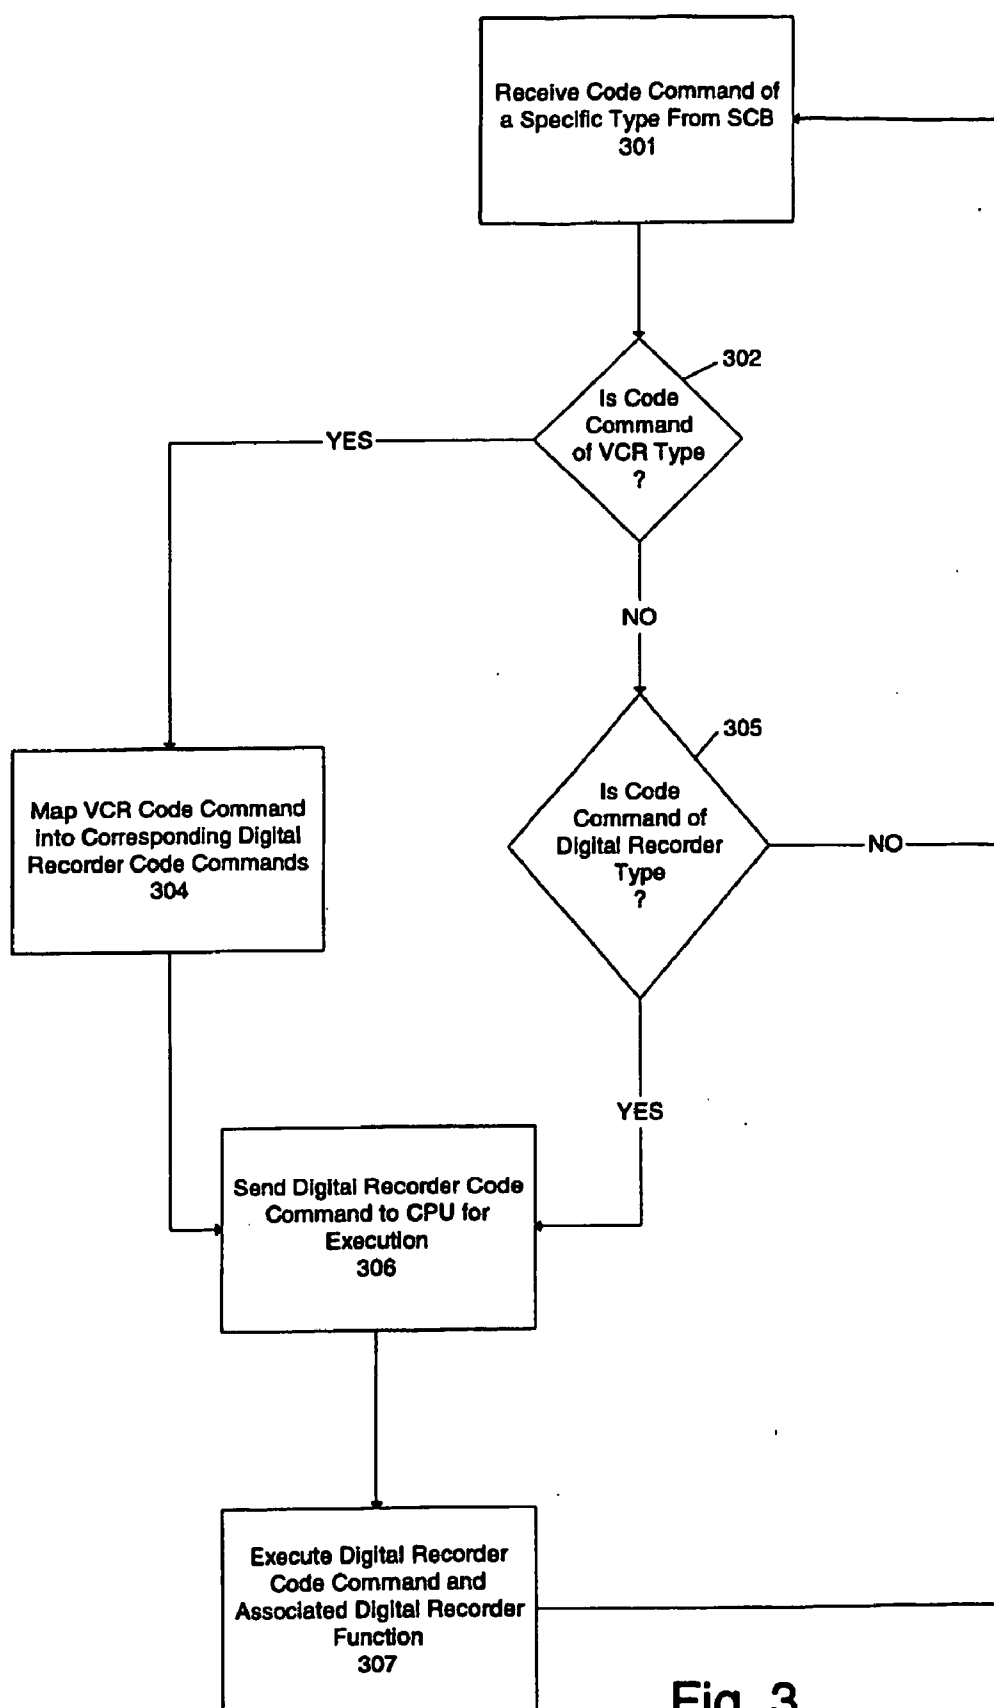 Receive Code Command of
a Specific Type From SCB
301
302
Is Code
Command
of VCR Type
?
YES
NO
305
Is Code
Command of
Digital Recorder
Type
?
NO
Map VCR Code Command
into Corresponding Digital
Recorder Code Commands
304
YES
Send Digital Recorder Code
Command to CPU for
Execution
306
Execute Digital Recorder
Code Command and
Associated Digital Recorder
Function
307
Fig. 3